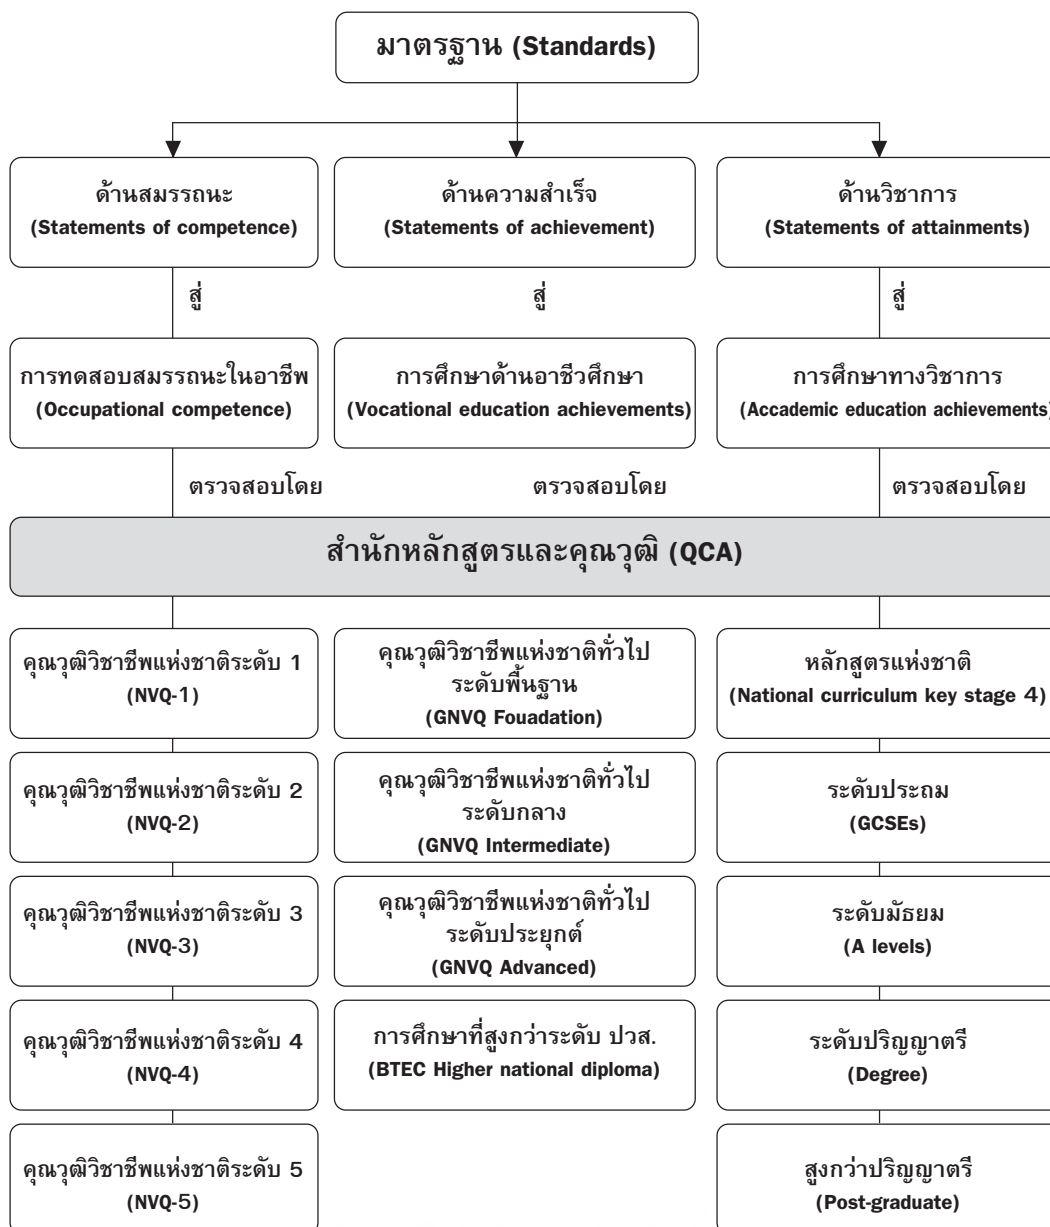 มาตรฐาน (Standards)
ด้านสมรรถนะ
(Statements of competence)
ด้านความสำเร็จ
(Statements of achievement)
ด้านวิชาการ
(Statements of attainments)
สู่
สู่
สู่
การทดสอบสมรรถนะในอาชีพ
(Occupational competence)
การศึกษาด้านอาชีวศึกษา
(Vocational education achievements)
การศึกษาทางวิชาการ
(Accademic education achievements)
ตรวจสอบโดย
ตรวจสอบโดย
ตรวจสอบโดย
สำนักหลักสูตรและคุณวุฒิ (QCA)
คุณวุฒิวิชาชีพแห่งชาติระดับ 1
(NVQ-1)
คุณวุฒิวิชาชีพแห่งชาติทั่วไป
ระดับพื้นฐาน
(GNVQ Fouadation)
หลักสูตรแห่งชาติ
(National curriculum key stage 4)
คุณวุฒิวิชาชีพแห่งชาติระดับ 2
(NVQ-2)
คุณวุฒิวิชาชีพแห่งชาติทั่วไป
ระดับกลาง
(GNVQ Intermediate)
ระดับประถม
(GCSEs)
คุณวุฒิวิชาชีพแห่งชาติระดับ 3
(NVQ-3)
คุณวุฒิวิชาชีพแห่งชาติทั่วไป
ระดับประยุกต์
(GNVQ Advanced)
ระดับมัธยม
(A levels)
คุณวุฒิวิชาชีพแห่งชาติระดับ 4
(NVQ-4)
การศึกษาที่สูงกว่าระดับ ปวส.
(BTEC Higher national diploma)
ระดับปริญญาตรี
(Degree)
คุณวุฒิวิชาชีพแห่งชาติระดับ 5
(NVQ-5)
สูงกว่าปริญญาตรี
(Post-graduate)